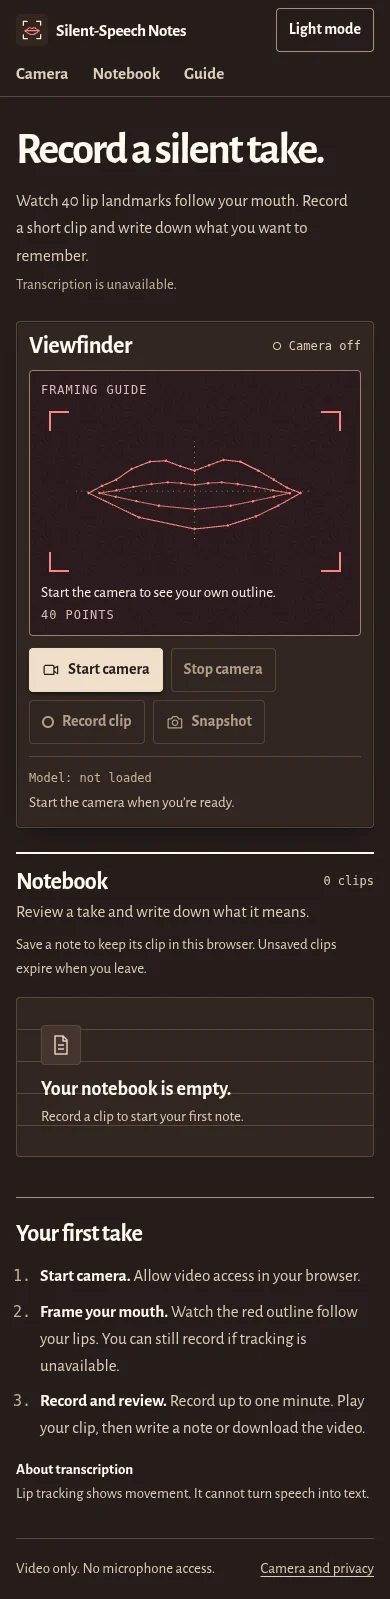 Silent-Speech Notes
Light mode
Camera Notebook Guide
Record a silent take.
Watch 40 lip landmarks follow your mouth. Record
a short clip and write down what you want to
remember.
Transcription is unavailable.
Viewfinder
Camera off
FRAMING GUIDE
Start the camera to see your own outline.
40 POINTS
Start camera
Stop camera
Record clip
Snapshot
Model: not loaded
Start the camera when you're ready.
Notebook
0 clips
Review a take and write down what it means.
Save a note to keep its clip in this browser. Unsaved clips
expire when you leave.
Your notebook is empty.
Record a clip to start your first note.
Your first take
1. Start camera. Allow video access in your browser.
2. Frame your mouth. Watch the red outline follow
your lips. You can still record if tracking is
unavailable.
3. Record and review. Record up to one minute. Play
your clip, then write a note or download the video.
About transcription
Lip tracking shows movement. It cannot turn speech into text.
Video only. No microphone access.
Camera and privacy